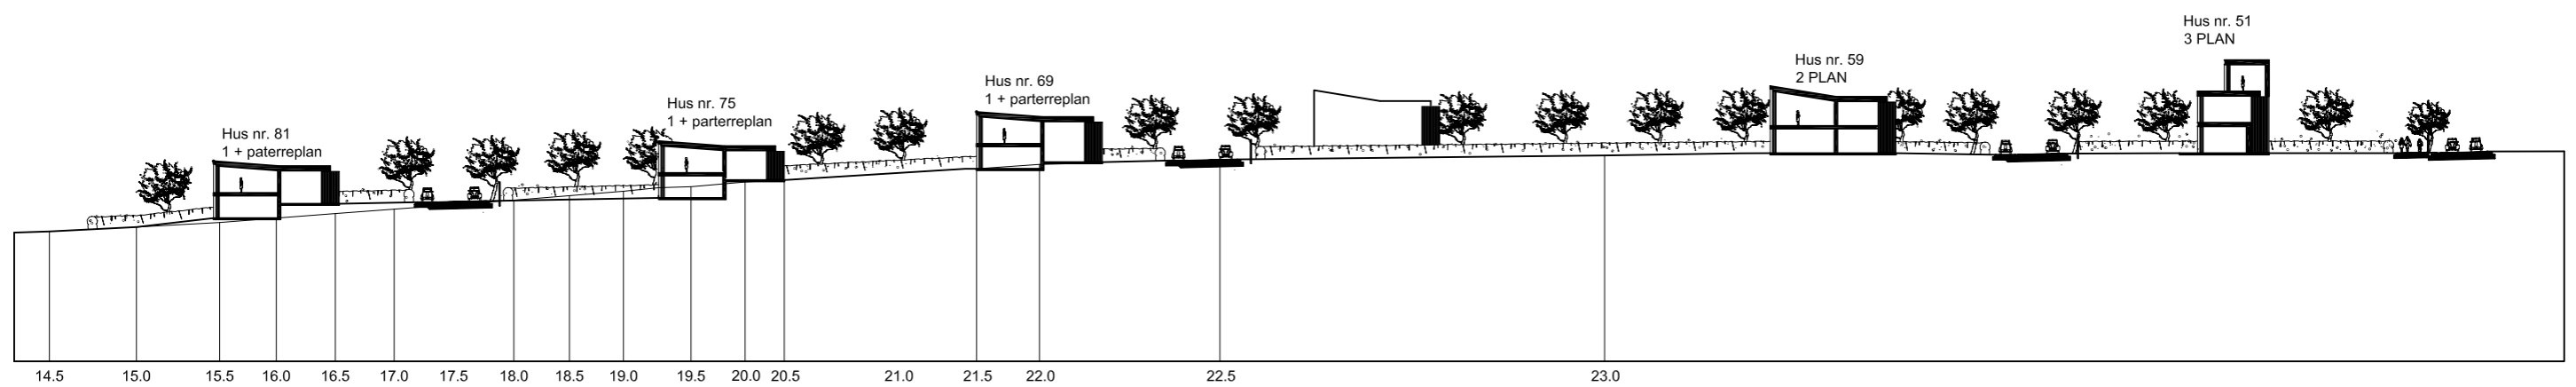 Hus nr. 81
1 + paterreplan
Hus nr. 75
1 + parterreplan
Hus nr. 69
1 + parterreplan
Hus nr. 59
2 PLAN
Hus nr. 51
3 PLAN
14.5 15.0 15.5 16.0 16.5 17.0 17.5 18.0 18.5 19.0 19.5 20.0 20.5 21.0 21.5 22.0 22.5 23.0